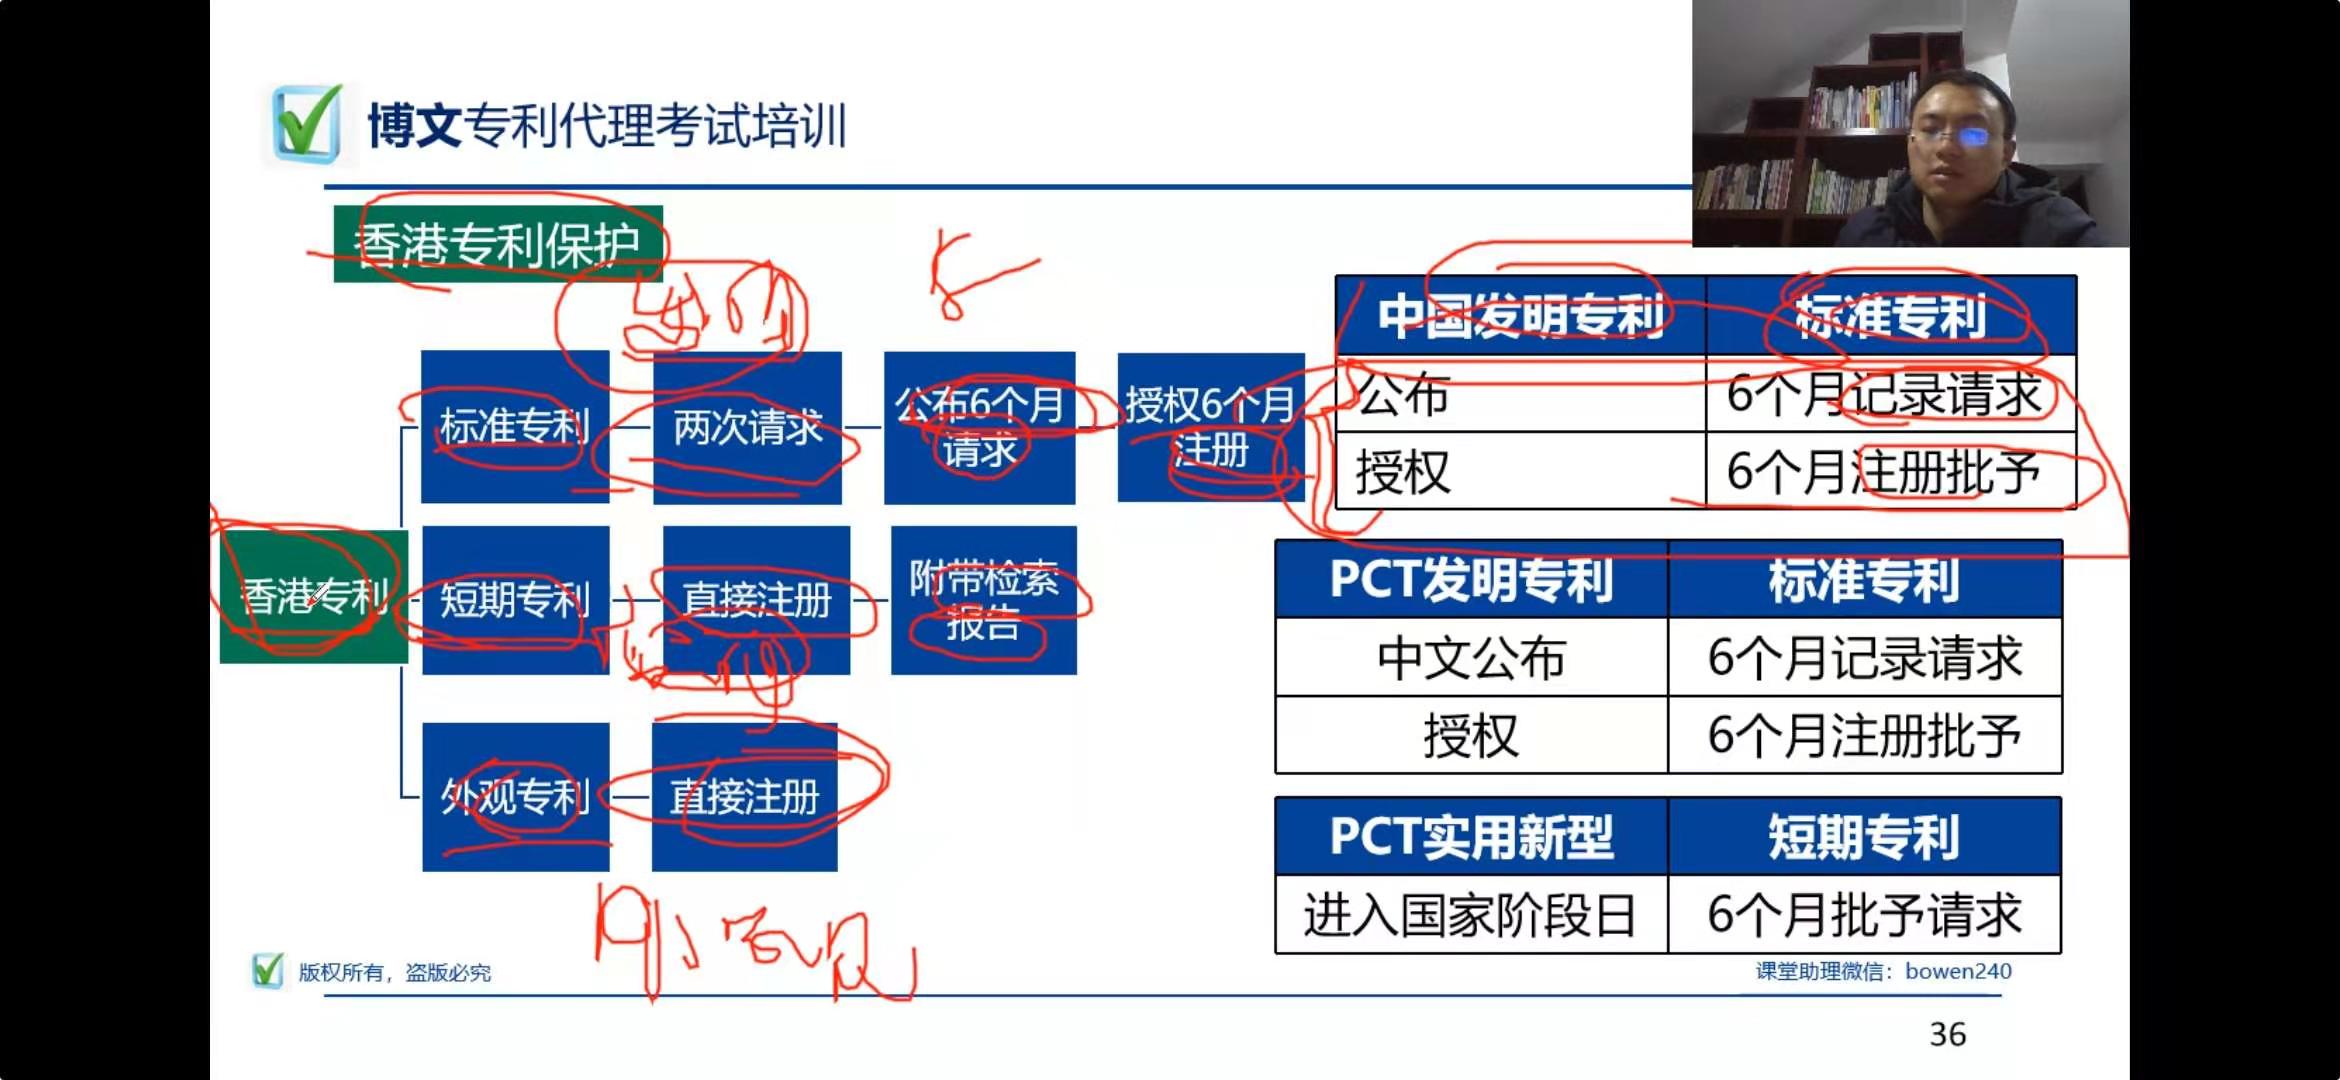 博文专利代理考试培训
香港专利保护
发明
标准专利
两次请求
公布6个月
请求
授权6个月
注册
香港专利
短期专利
直接注册
附带检索
报告
外观专利
直接注册
外观
中国发明专利 标准专利
公布 6个月记录请求
授权 6个月注册批予
PCT发明专利 标准专利
中文公布 6个月记录请求
授权 6个月注册批予
PCT实用新型 短期专利
进入国家阶段日 6个月批予请求
版权所有，盗版必究
课堂助理微信：bowen240
36